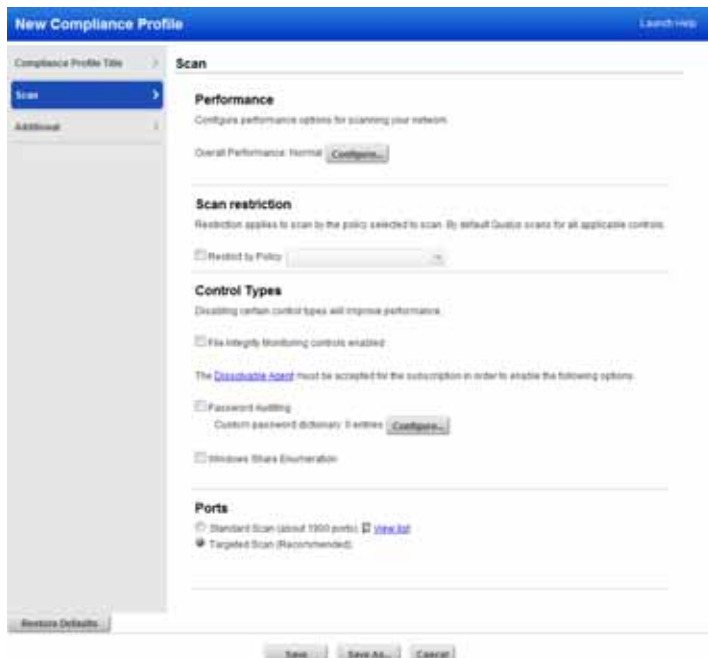 New Compliance Profile
Launch Help
Compliance Profile Title
Scan
Additional
Scan
Performance
Configure performance options for scanning your network.
Overall Performance: Normal Configure...
Scan restriction
Restriction applies to scan by the policy selected to scan. By default Qualys scans for all applicable controls.
Restrict by Policy
Control Types
Disabling certain control types will improve performance.
File Integrity Monitoring controls enabled
The Dissolvable Agent must be accepted for the subscription in order to enable the following options:
Password Auditing
Custom password dictionary: 0 entries Configure...
Windows Share Enumeration
Ports
Standard Scan (about 1900 ports) View list
Targeted Scan (Recommended)
Restore Defaults
Save Save As... Cancel